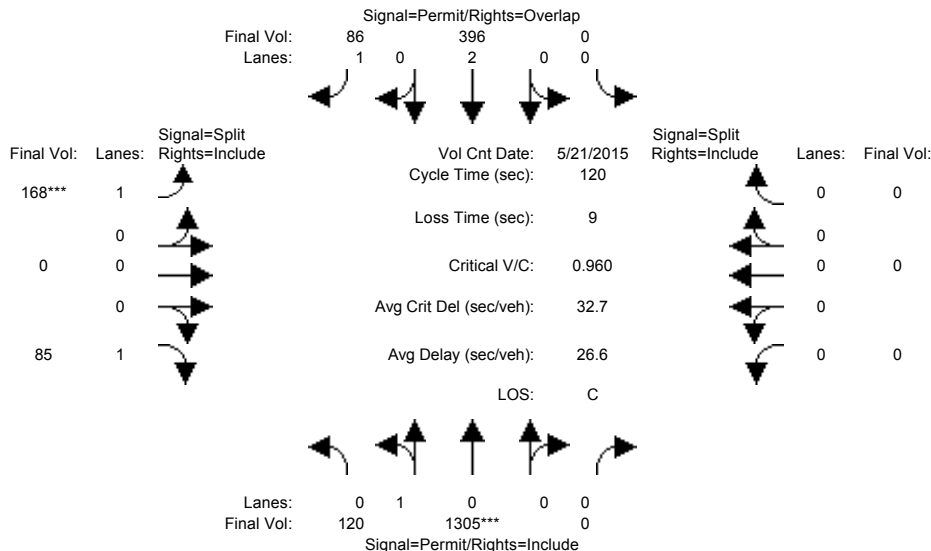 Signal=Permit/Rights=Overlap
Final Vol: 86 396 0
Lanes: 1 0 2 0 0
Signal=Split Signal=Split
Final Vol: Lanes: Rights=Include Vol Cnt Date: 5/21/2015 Rights=Include Lanes: Final Vol:
Cycle Time (sec): 120
168*** 1 0 0
Loss Time (sec): 9
0 0
0 0 Critical V/C: 0.960 0 0
0 Avg Crit Del (sec/veh): 32.7 0
85 1 Avg Delay (sec/veh): 26.6 0 0
LOS: C
Lanes: 0 1 0 0 0
Final Vol: 120 1305*** 0
Signal=Permit/Rights=Include